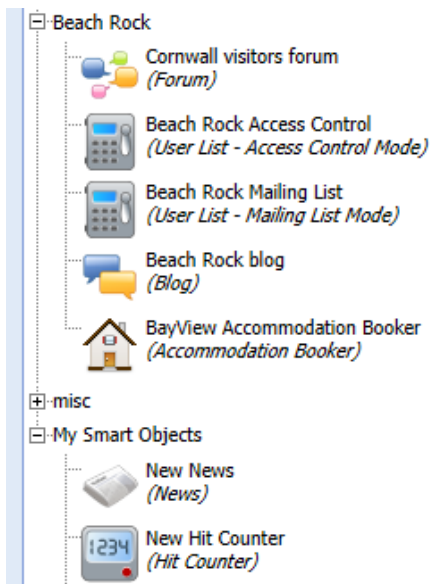 Beach Rock
Cornwall visitors forum
(Forum)
Beach Rock Access Control
(User List - Access Control Mode)
Beach Rock Mailing List
(User List - Mailing List Mode)
Beach Rock blog
(Blog)
BayView Accommodation Booker
(Accommodation Booker)
misc
My Smart Objects
New News
(News)
1234
New Hit Counter
(Hit Counter)